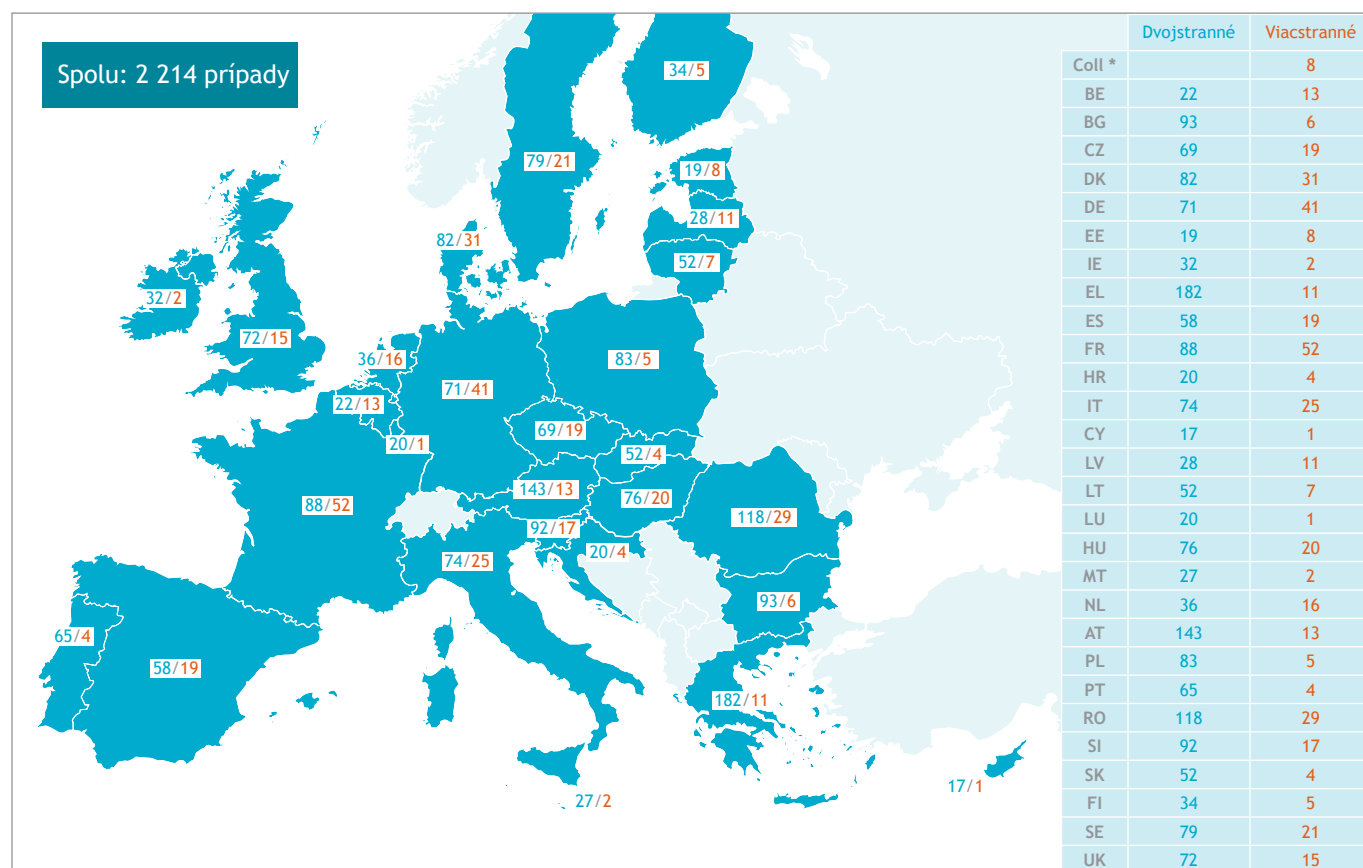 Spolu: 2 214 prípady
34/5
79/21
19/8
28/11
82/31
52/7
32/2
72/15
36/16
83/5
71/41
22/13
69/19
20/1
52/4
143/13
76/20
88/52
118/29
92/17
20/4
74/25
93/6
65/4
58/19
182/11
17/1
27/2
Dvojstranné Viacstranné
Coll * 8
BE 22 13
BG 93 6
CZ 69 19
DK 82 31
DE 71 41
EE 19 8
IE 32 2
EL 182 11
ES 58 19
FR 88 52
HR 20 4
IT 74 25
CY 17 1
LV 28 11
LT 52 7
LU 20 1
HU 76 20
MT 27 2
NL 36 16
AT 143 13
PL 83 5
PT 65 4
RO 118 29
SI 92 17
SK 52 4
FI 34 5
SE 79 21
UK 72 15